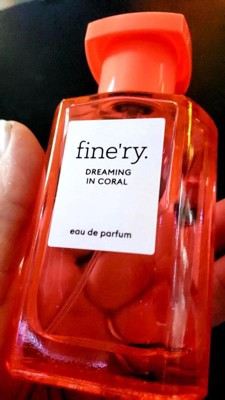 fine'ry.
DREAMING
IN CORAL
eau de parfum